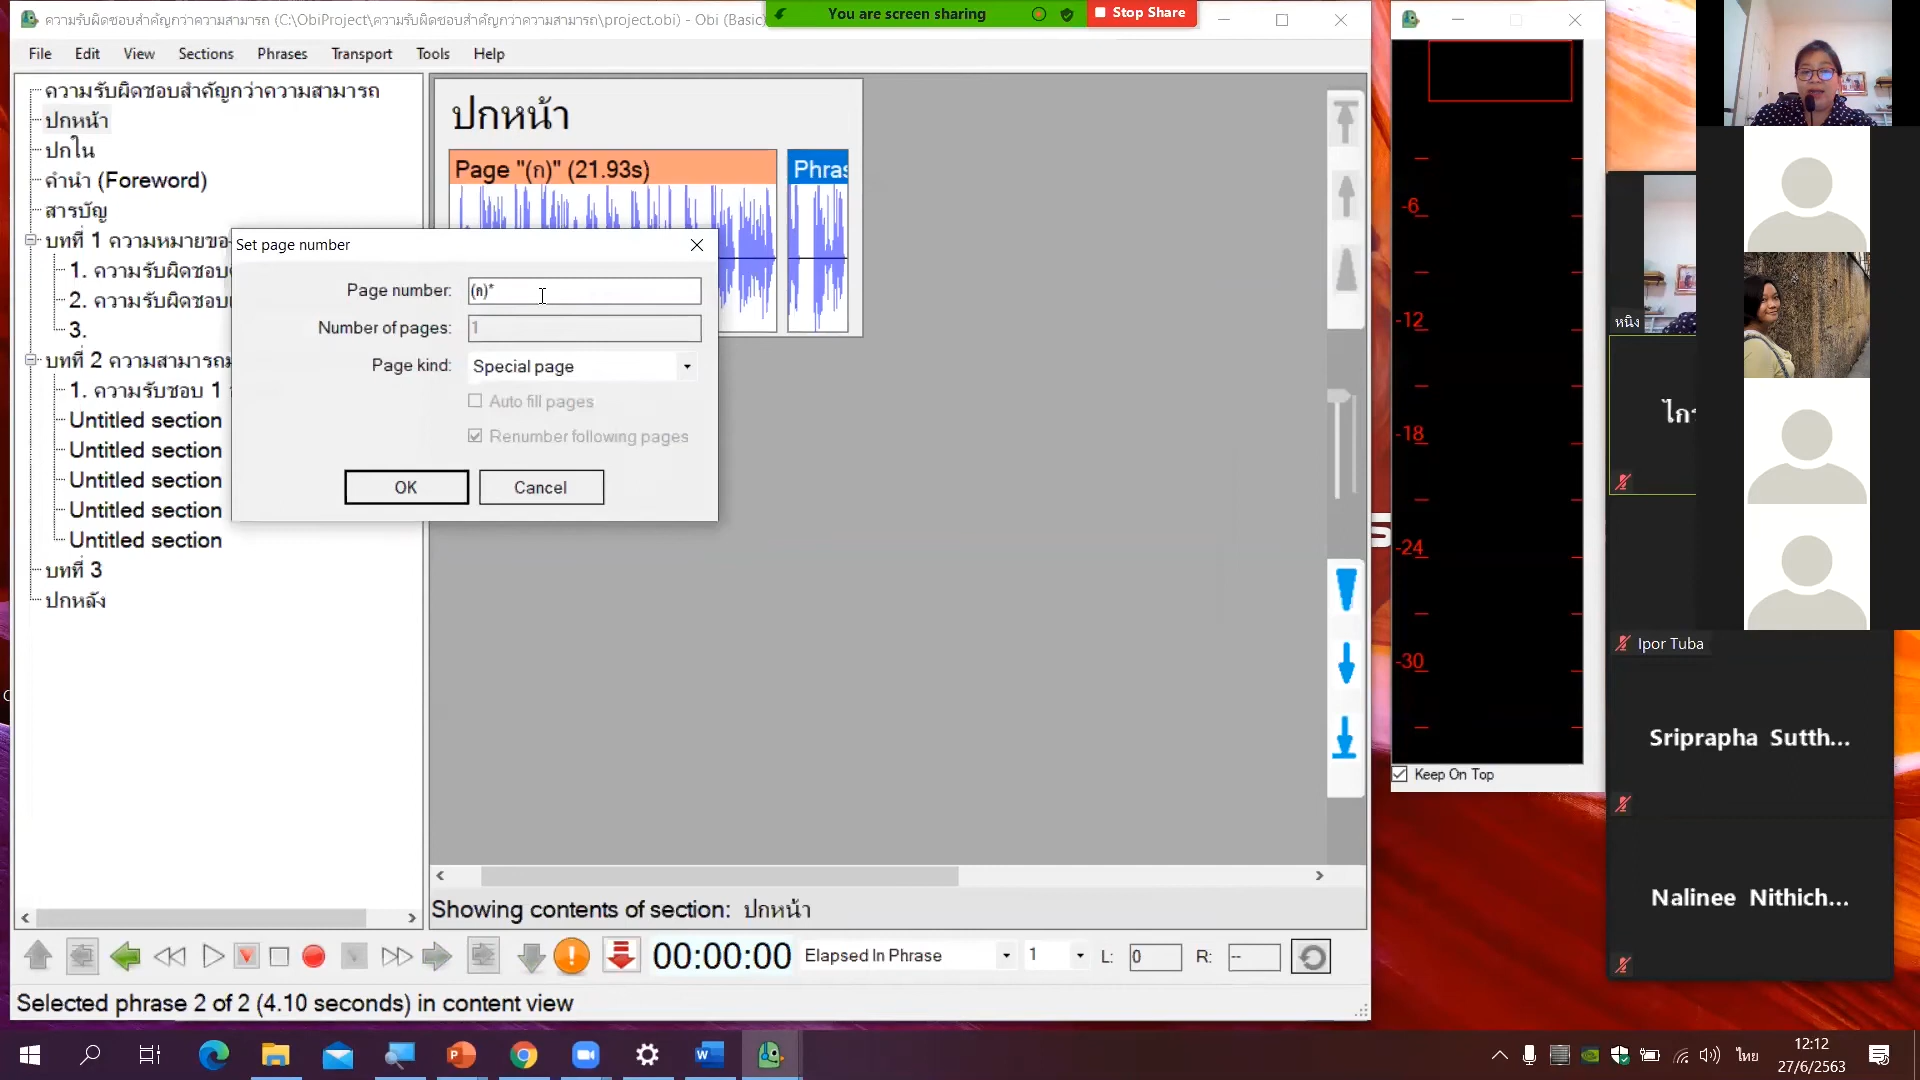 ความรับผิดชอบสำคัญกว่าความสามารถ (C:\ObiProject\ความรับผิดชอบสำคัญกว่าความสามารถ\project.obi) - Obi (Basic)
You are screen sharing
Stop Share
File Edit View Sections Phrases Transport Tools Help
ความรับผิดชอบสำคัญกว่าความสามารถ
ปกหน้า
ปกใน
คำนำ (Foreword)
สารบัญ
บทที่ 1 ความหมายขอ
1. ความรับผิดชอบ
2. ความรับผิดชอบ
3.
บทที่ 2 ความสามารถ
1. ความรับชอบ 1
Untitled section
Untitled section
Untitled section
Untitled section
Untitled section
บทที่ 3
ปกหลัง
ปกหน้า
Page "(ก)" (21.93s)
Phras
Set page number
Page number: (ก)*
Number of pages: 1
Page kind: Special page
Auto fill pages
Renumber following pages
OK Cancel
Showing contents of section: ปกหน้า
00:00:00 Elapsed In Phrase 1 L: 0 R: --
Selected phrase 2 of 2 (4.10 seconds) in content view
-6
-12
-18
-24
-30
Keep On Top
หนิง
Ipor Tuba
Sriprapha Sutth...
Nalinee Nithich...
ไทย
12:12
27/6/2563